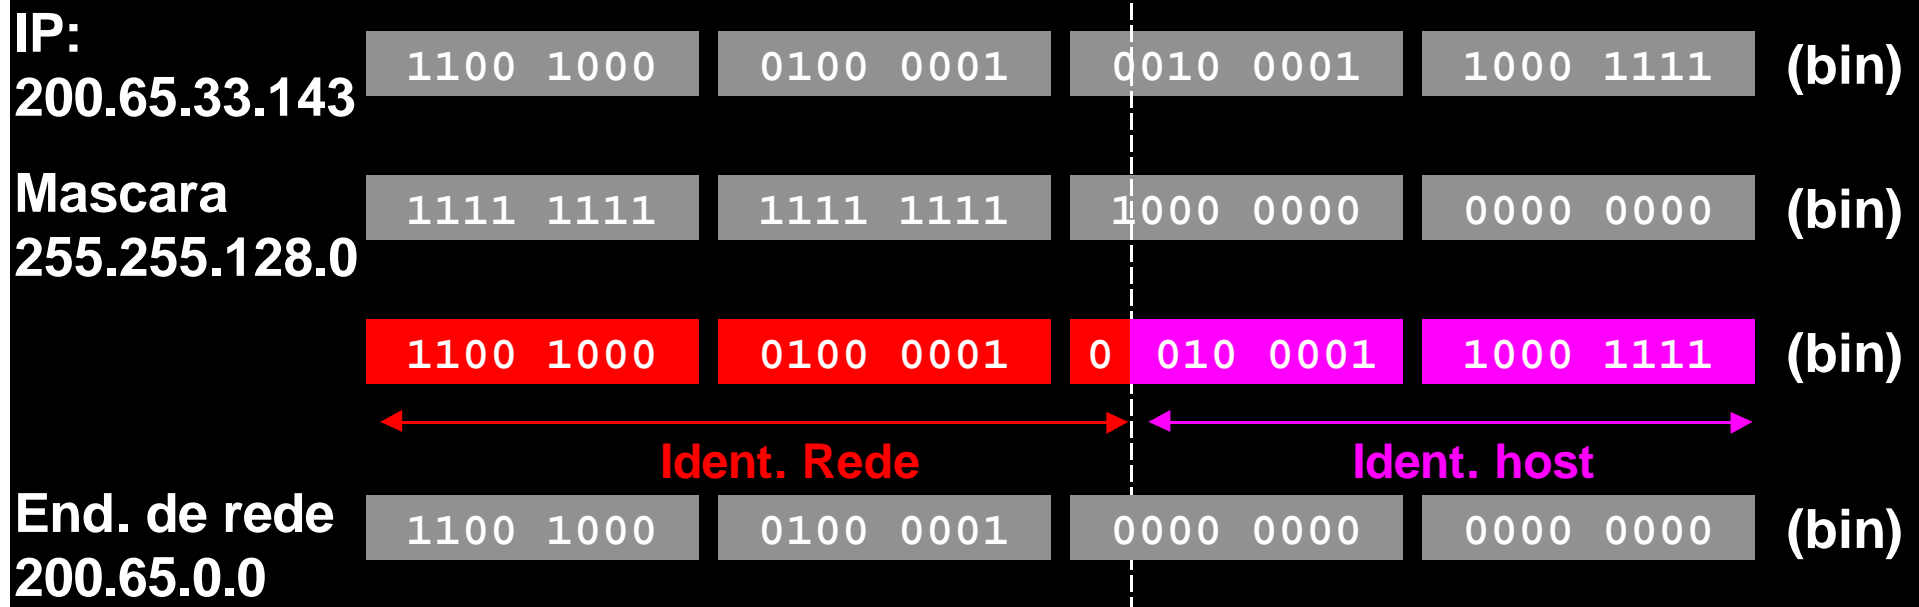 IP:
200.65.33.143
1100 1000 0100 0001 0010 0001 1000 1111 (bin)
Mascara
255.255.128.0
1111 1111 1111 1111 1000 0000 0000 0000 (bin)
1100 1000 0100 0001 0 010 0001 1000 1111 (bin)
Ident. Rede Ident. host
End. de rede
200.65.0.0
1100 1000 0100 0001 0000 0000 0000 0000 (bin)